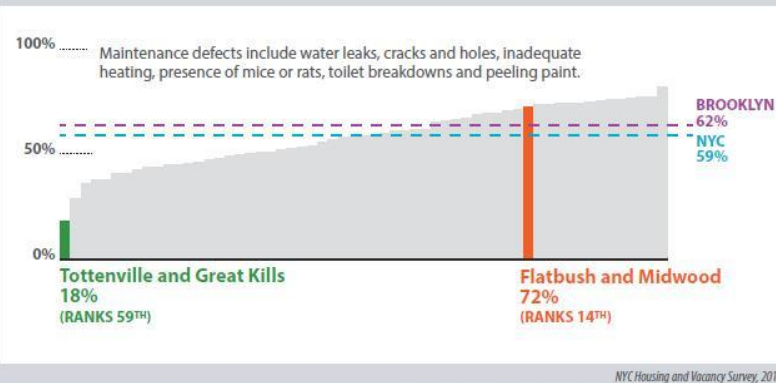 100%
Maintenance defects include water leaks, cracks and holes, inadequate
heating, presence of mice or rats, toilet breakdowns and peeling paint.
BROOKLYN
62%
NYC
59%
50%
0%
Tottenville and Great Kills
18%
(RANKS 59TH)
Flatbush and Midwood
72%
(RANKS 14TH)
NYC Housing and Vacancy Survey,